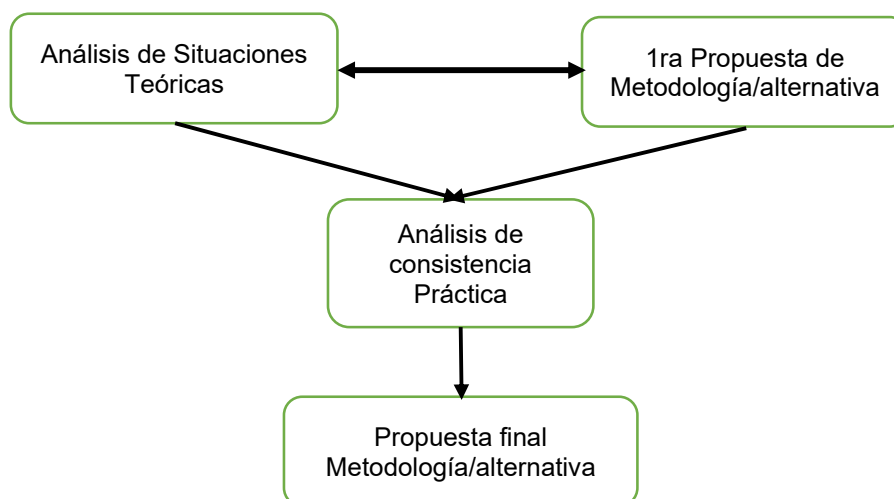 Análisis de Situaciones
Teóricas
1ra Propuesta de
Metodología/alternativa
Análisis de
consistencia
Práctica
Propuesta final
Metodología/alternativa